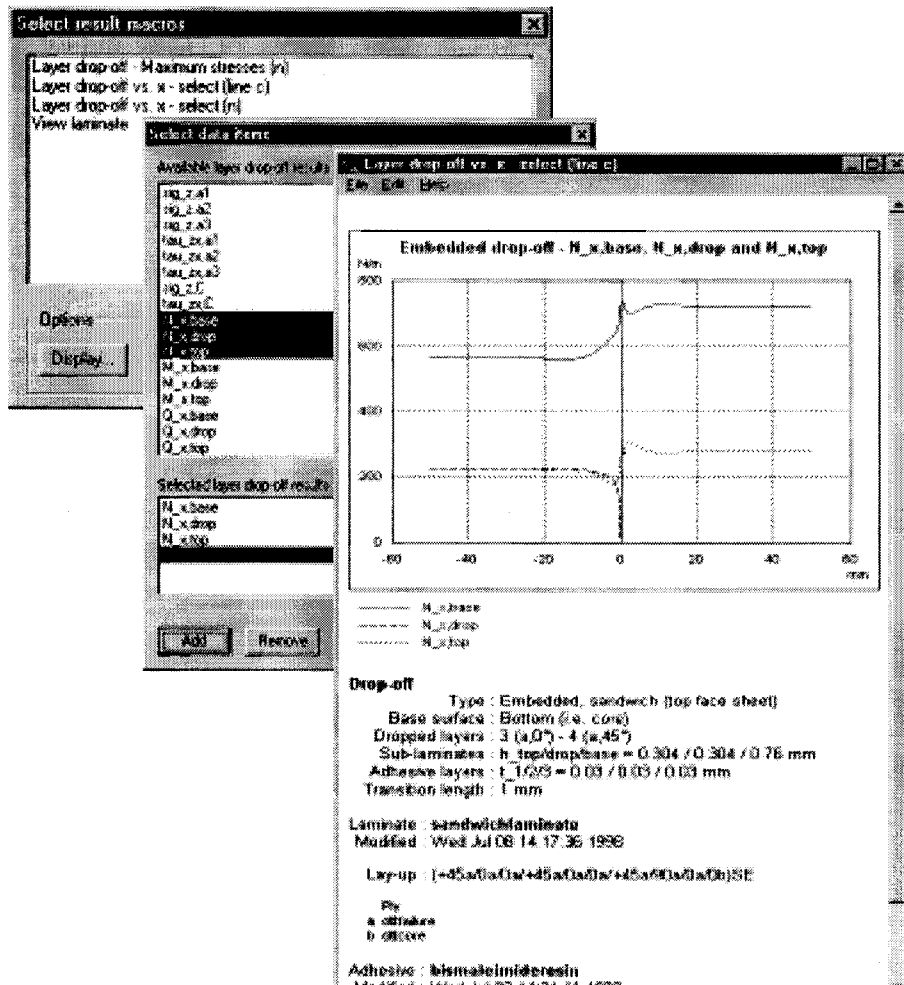 Select result macros
Layer drop-off - Maximum stresses (n)
Layer drop-off vs. x - select (line c)
Layer drop-off vs. x - select (n)
View laminate
Options
Display...
Select data items
Available layer drop-off results
sig_z.a1
sig_z.a2
sig_z.a3
tau_zx.a1
tau_zx.a2
tau_zx.a3
sig_z.C
tau_zx.C
N_x.base
N_x.drop
N_x.top
M_x.base
M_x.drop
M_x.top
Q_x.base
Q_x.drop
Q_x.top
Selected layer drop-off results
N_x.base
N_x.drop
N_x.top
Add Remove
Layer drop-off vs. x - select (line c)
File Edit Help
Embedded drop-off - N_x,base, N_x,drop and N_x,top
N/m
800
600
400
200
0
-60 -40 -20 0 20 40 60
mm
N_x,base
N_x,drop
N_x,top
Drop-off
Type : Embedded, sandwich (top face sheet)
Base surface : Bottom (i.e. core)
Dropped layers : 3 (a,0°) - 4 (a,45°)
Sub-laminates : h_top/drop/base = 0.304 / 0.304 / 0.76 mm
Adhesive layers : t_1/2/3 = 0.03 / 0.03 / 0.03 mm
Transition length : 1 mm
Laminate : sandwichlaminate
Modified : Wed Jul 08 14:17:36 1998
Lay-up : (+45a/0a/0a/+45a/0a/0a/+45a/90a/0a/0b)SE
Ply
a
b
Adhesive : bismaleimideresin